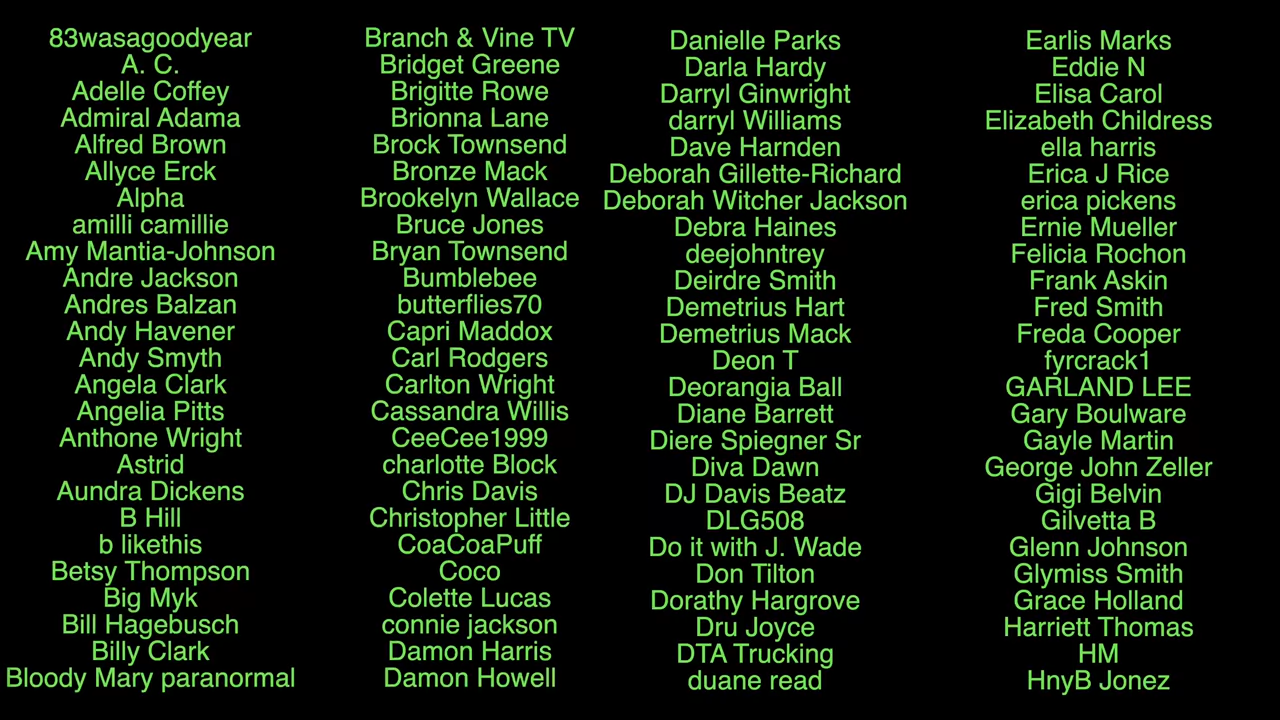 83wasagoodyear
A. C.
Adelle Coffey
Admiral Adama
Alfred Brown
Allyce Erck
Alpha
amilli camillie
Amy Mantia-Johnson
Andre Jackson
Andres Balzan
Andy Havener
Andy Smyth
Angela Clark
Angelia Pitts
Anthone Wright
Astrid
Aundra Dickens
B Hill
b likethis
Betsy Thompson
Big Myk
Bill Hagebusch
Billy Clark
Bloody Mary paranormal
Branch & Vine TV
Bridget Greene
Brigitte Rowe
Brionna Lane
Brock Townsend
Bronze Mack
Brookelyn Wallace
Bruce Jones
Bryan Townsend
Bumblebee
butterflies70
Capri Maddox
Carl Rodgers
Carlton Wright
Cassandra Willis
CeeCee1999
charlotte Block
Chris Davis
Christopher Little
CoaCoaPuff
Coco
Colette Lucas
connie jackson
Damon Harris
Damon Howell
Danielle Parks
Darla Hardy
Darryl Ginwright
darryl Williams
Dave Harnden
Deborah Gillette-Richard
Deborah Witcher Jackson
Debra Haines
deejohntrey
Deirdre Smith
Demetrius Hart
Demetrius Mack
Deon T
Deorangia Ball
Diane Barrett
Diere Spiegner Sr
Diva Dawn
DJ Davis Beatz
DLG508
Do it with J. Wade
Don Tilton
Dorathy Hargrove
Dru Joyce
DTA Trucking
duane read
Earlis Marks
Eddie N
Elisa Carol
Elizabeth Childress
ella harris
Erica J Rice
erica pickens
Ernie Mueller
Felicia Rochon
Frank Askin
Fred Smith
Freda Cooper
fyrcrack1
GARLAND LEE
Gary Boulware
Gayle Martin
George John Zeller
Gigi Belvin
Gilvetta B
Glenn Johnson
Glymiss Smith
Grace Holland
Harriett Thomas
HM
HnyB Jonez